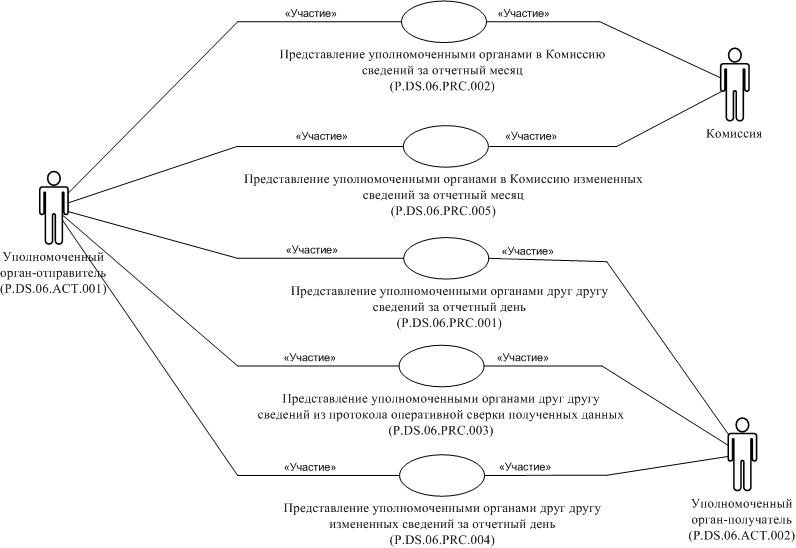 «Участие»
«Участие»
Представление уполномоченными органами в Комиссию
сведений за отчетный месяц
(P.DS.06.PRC.002)
Комиссия
«Участие»
«Участие»
Представление уполномоченными органами в Комиссию измененных
сведений за отчетный месяц
(P.DS.06.PRC.005)
Уполномоченный
орган-отправитель
(P.DS.06.ACT.001)
«Участие»
«Участие»
Представление уполномоченными органами друг другу
сведений за отчетный день
(P.DS.06.PRC.001)
«Участие»
«Участие»
Представление уполномоченными органами друг другу
сведений из протокола оперативной сверки полученных данных
(P.DS.06.PRC.003)
«Участие»
«Участие»
Представление уполномоченными органами друг другу
измененных сведений за отчетный день
(P.DS.06.PRC.004)
Уполномоченный
орган-получатель
(P.DS.06.ACT.002)